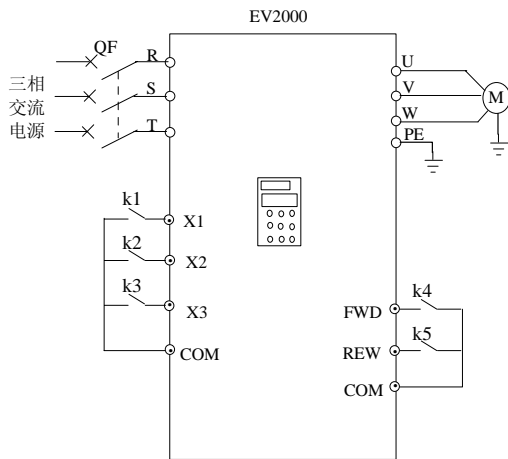 EV2000
QF
R
三相
S
交流
T
电源
U
V
M
W
PE
k1
X1
k2
X2
k3
X3
COM
k4
FWD
k5
REW
COM